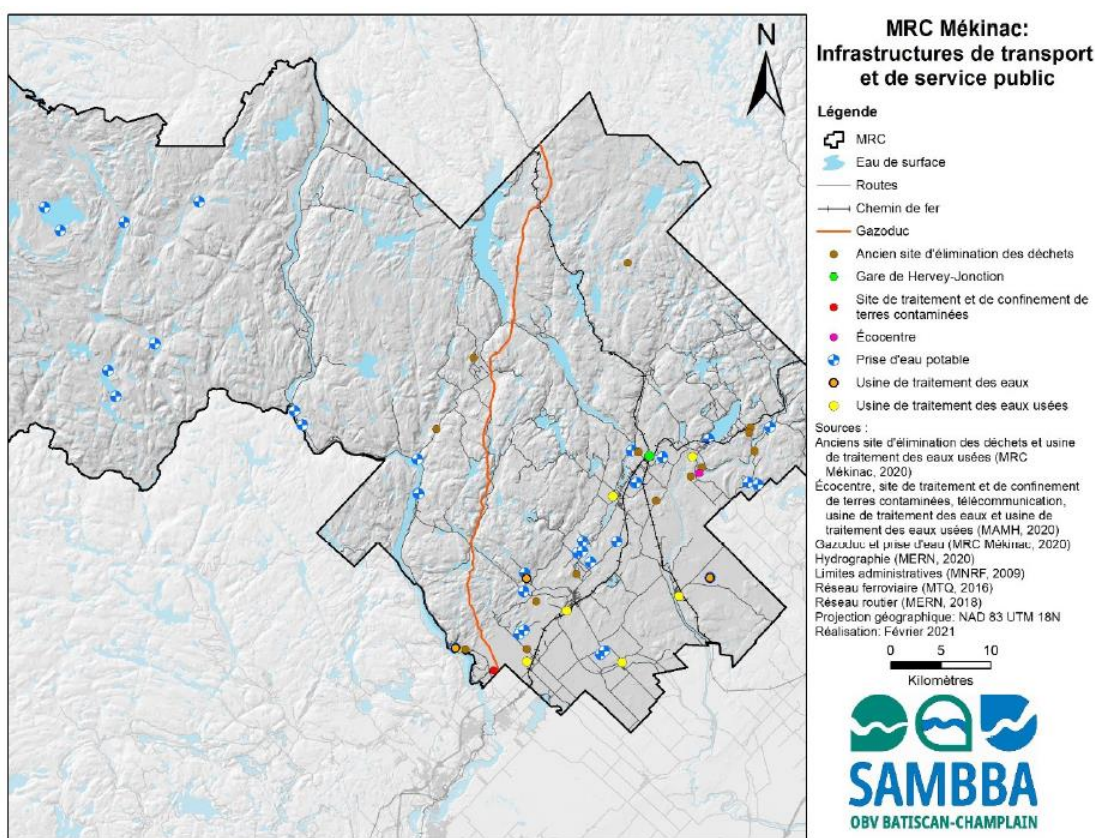 N
MRC Mékinac:
Infrastructures de transport
et de service public
Légende
MRC
Eau de surface
Routes
Chemin de fer
Gazoduc
Ancien site d'élimination des déchets
Gare de Hervey-Jonction
Site de traitement et de confinement de
terres contaminées
Écocentre
Prise d'eau potable
Usine de traitement des eaux
Usine de traitement des eaux usées
Sources :
Anciens site d'élimination des déchets et usine
de traitement des eaux usées (MRC
Mékinac, 2020)
Écocentre, site de traitement et de confinement
de terres contaminées, télécommunication,
usine de traitement des eaux et usine de
traitement des eaux usées (MAMH, 2020)
Gazoduc et prise d'eau (MRC Mékinac, 2020)
Hydrographie (MERN, 2020)
Limites administratives (MNRF, 2009)
Réseau ferroviaire (MTQ, 2016)
Réseau routier (MERN, 2018)
Projection géographique: NAD 83 UTM 18N
Réalisation: Février 2021
0 5 10
Kilomètres
SAMBBA
OBV BATISCAN-CHAMPLAIN